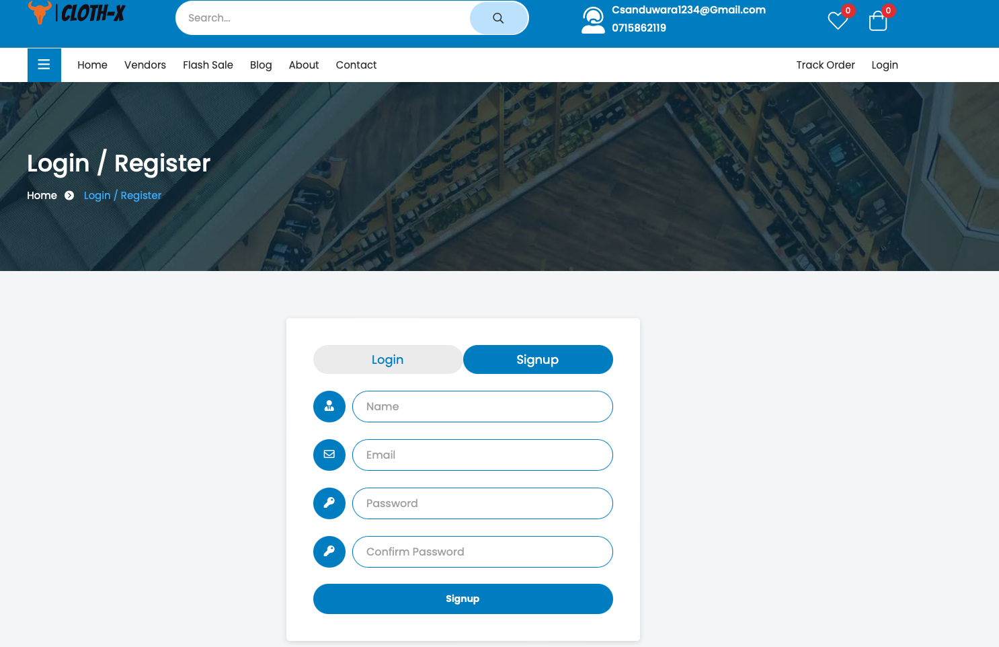 CLOTH-X
Search...
Csanduwara1234@Gmail.com
0715862119
0
0
Home Vendors Flash Sale Blog About Contact Track Order Login
Login / Register
Home Login / Register
Login Signup
Name
Email
Password
Confirm Password
Signup